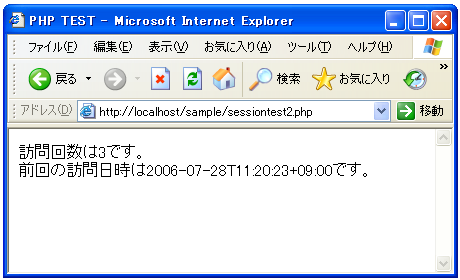 PHP TEST - Microsoft Internet Explorer
ファイル(F) 編集(E) 表示(V) お気に入り(A) ツール(T) ヘルプ(H)
戻る 検索 お気に入り
アドレス(D) http://localhost/sample/sessiontest2.php 移動
訪問回数は3です。
前回の訪問日時は2006-07-28T11:20:23+09:00です。